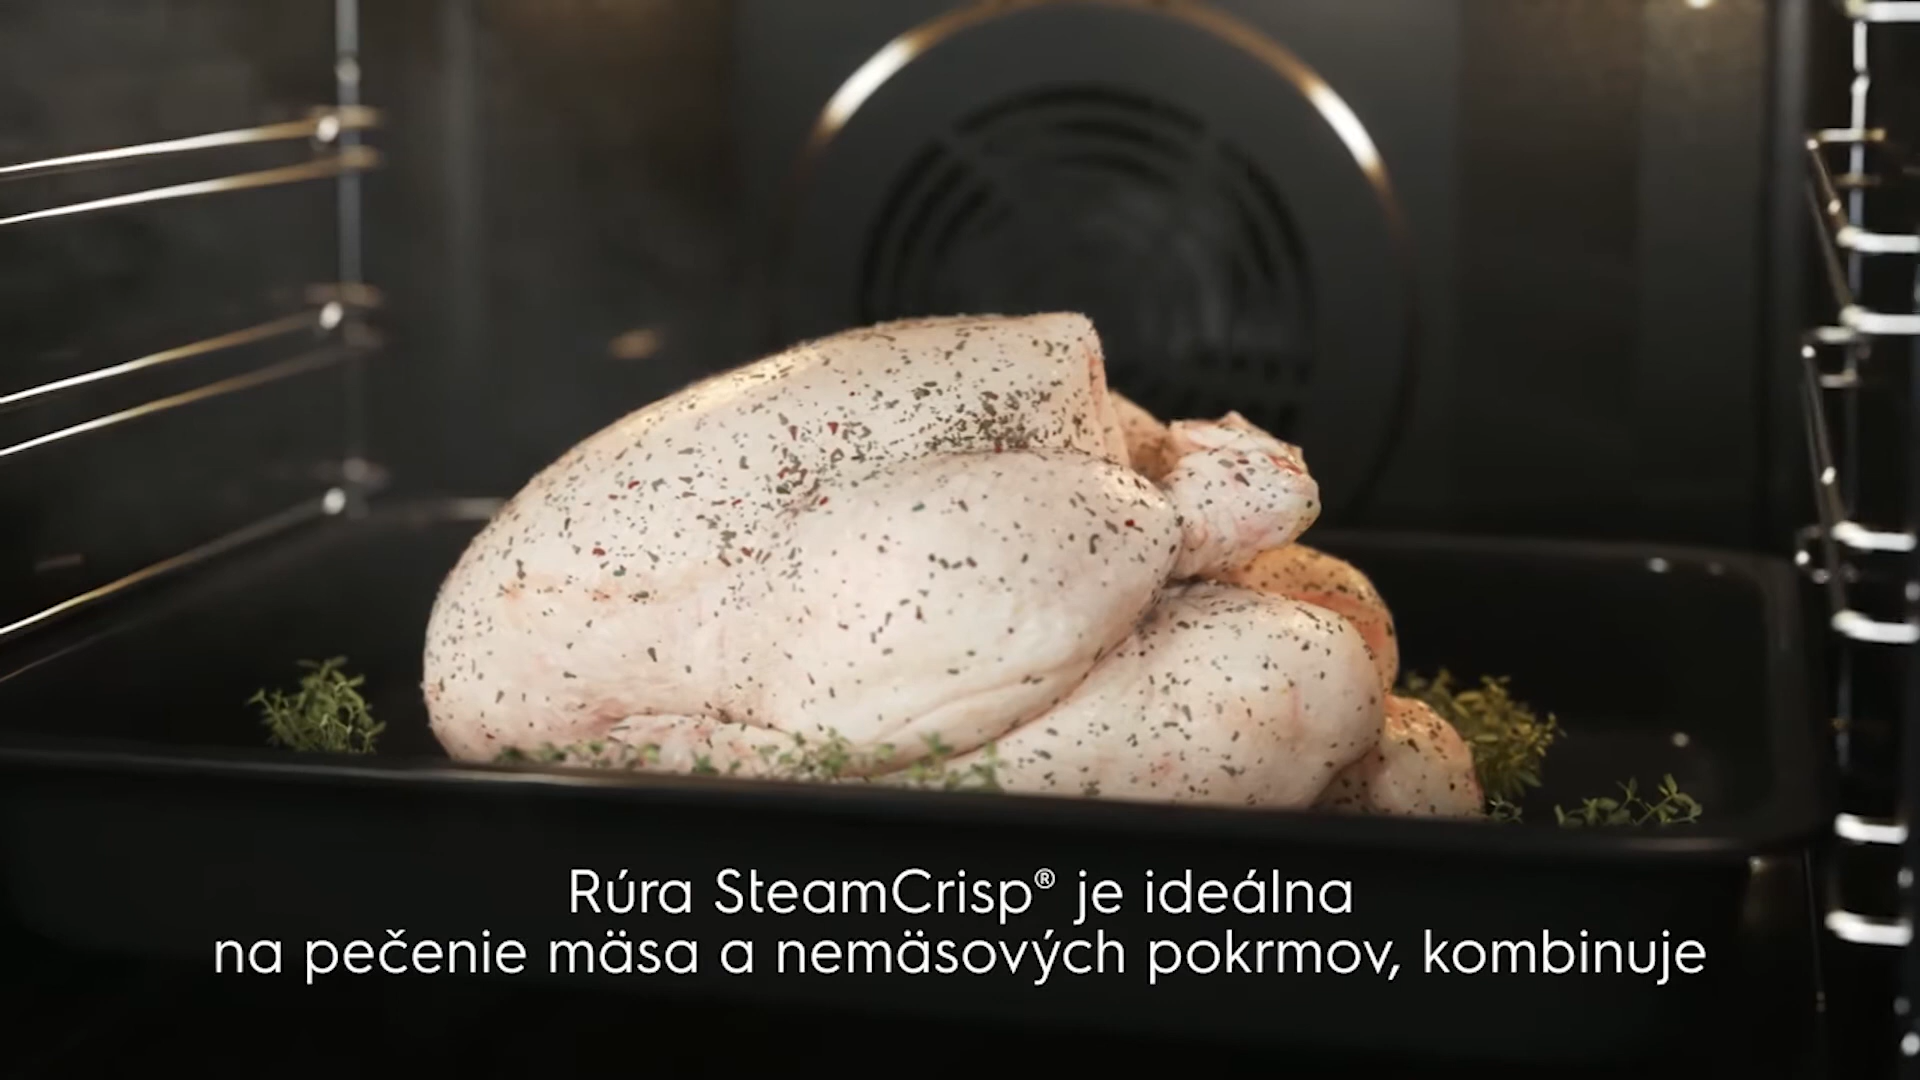 Rúra SteamCrisp® je ideálna
na pečenie mäsa a nemäsových pokrmov, kombinuje